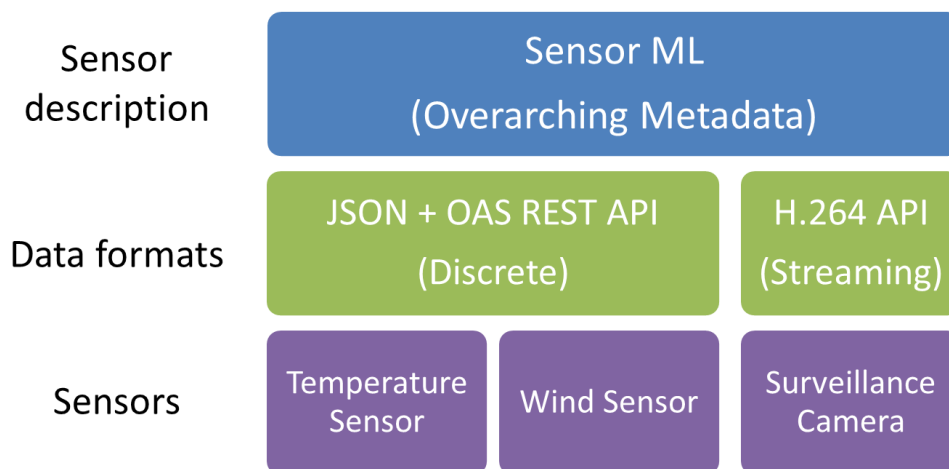 Sensor
description
Sensor ML
(Overarching Metadata)
Data formats
JSON + OAS REST API
(Discrete)
H.264 API
(Streaming)
Sensors
Temperature
Sensor
Wind Sensor
Surveillance
Camera